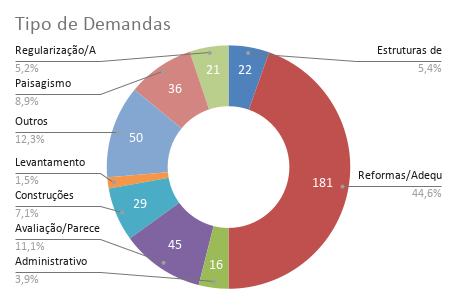 Tipo de Demandas
Regularização/A
5,2%
Paisagismo
8,9%
Outros
12,3%
Levantamento
1,5%
Construções
7,1%
Avaliação/Parece
11,1%
Administrativo
3,9%
Estruturas de
5,4%
Reformas/Adequ
44,6%
21
22
36
50
181
29
45
16